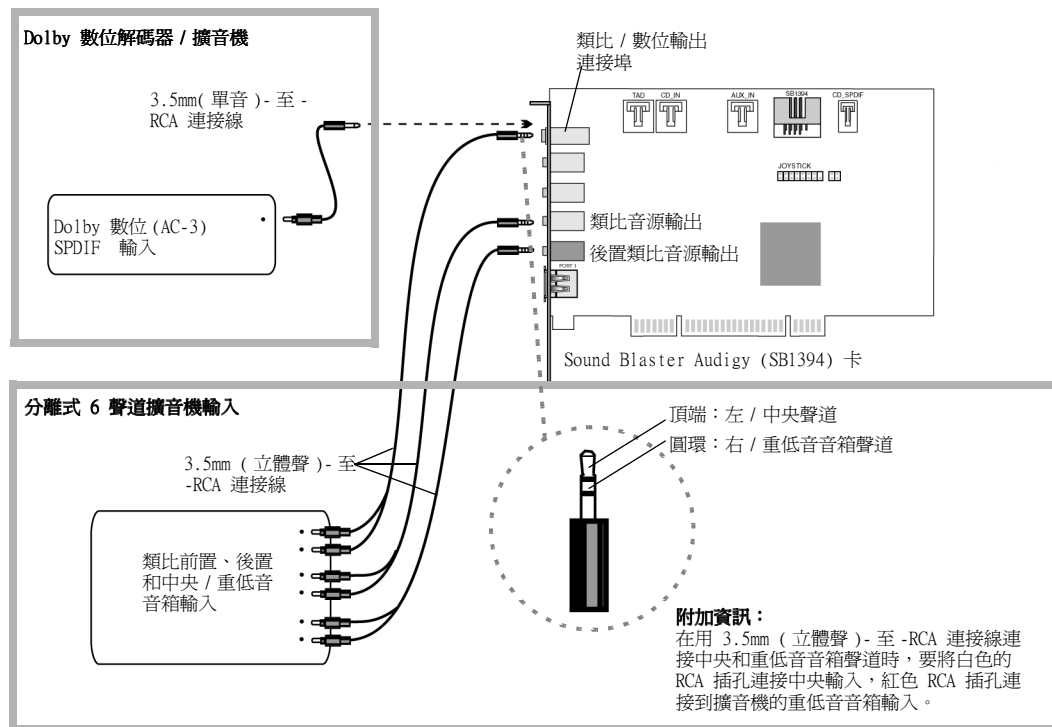 Dolby 數位解碼器 / 擴音機
3.5mm( 單音 )- 至 -
RCA 連接線
Dolby 數位 (AC-3)
SPDIF 輸入
類比 / 數位輸出
連接埠
TAD
CD_IN
AUX_IN
SB1394
CD_SPDIF
JOYSTICK
類比音源輸出
後置類比音源輸出
PORT 1
Sound Blaster Audigy (SB1394) 卡
分離式 6 聲道擴音機輸入
3.5mm ( 立體聲 )- 至
-RCA 連接線
類比前置、後置
和中央 / 重低音
音箱輸入
頂端：左 / 中央聲道
圓環：右 / 重低音音箱聲道
附加資訊：
在用 3.5mm ( 立體聲 )- 至 -RCA 連接線連
接中央和重低音音箱聲道時，要將白色的
RCA 插孔連接中央輸入，紅色 RCA 插孔連
接到擴音機的重低音音箱輸入。